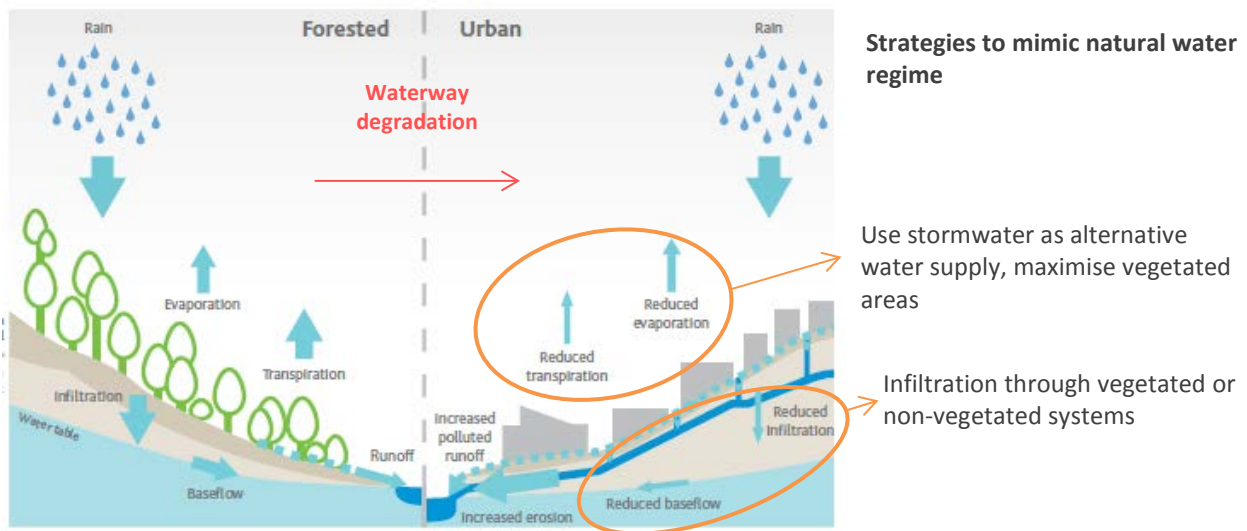 Rain
Forested
Urban
Rain
Strategies to mimic natural water
regime
Waterway
degradation
Use stormwater as alternative
water supply, maximise vegetated
areas
Evaporation
Reduced
evaporation
Transpiration
Reduced
transpiration
Infiltration
Infiltration through vegetated or
non-vegetated systems
Water table
Increased
polluted
runoff
Reduced
Infiltration
Runoff
Baseflow
Reduced baseflow
Increased erosion